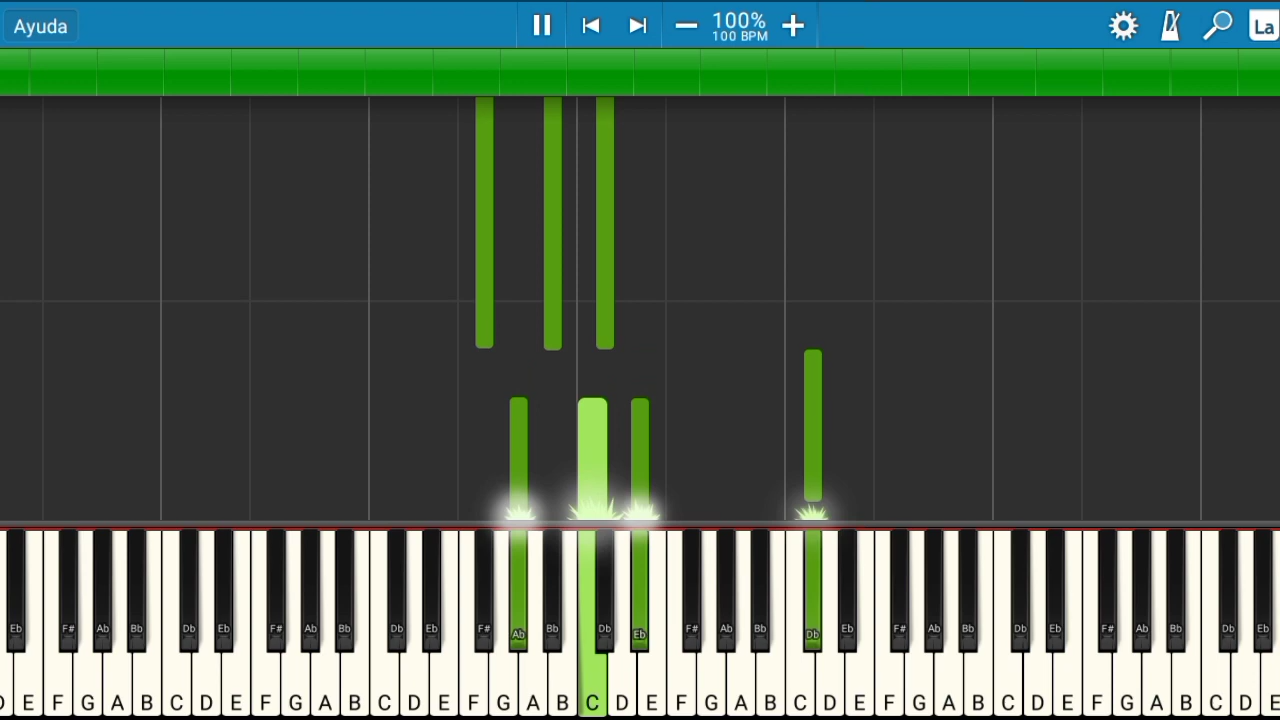 Ayuda
100%
100 BPM
La
Eb F# Ab Bb Db Eb F# Ab Bb Db Eb F# Ab Bb Db Eb F# Ab Bb Db Eb F# Ab Bb Db Eb F# Ab Bb Db Eb
D E F G A B C D E F G A B C D E F G A B C D E F G A B C D E F G A B C D E F G A B C D E